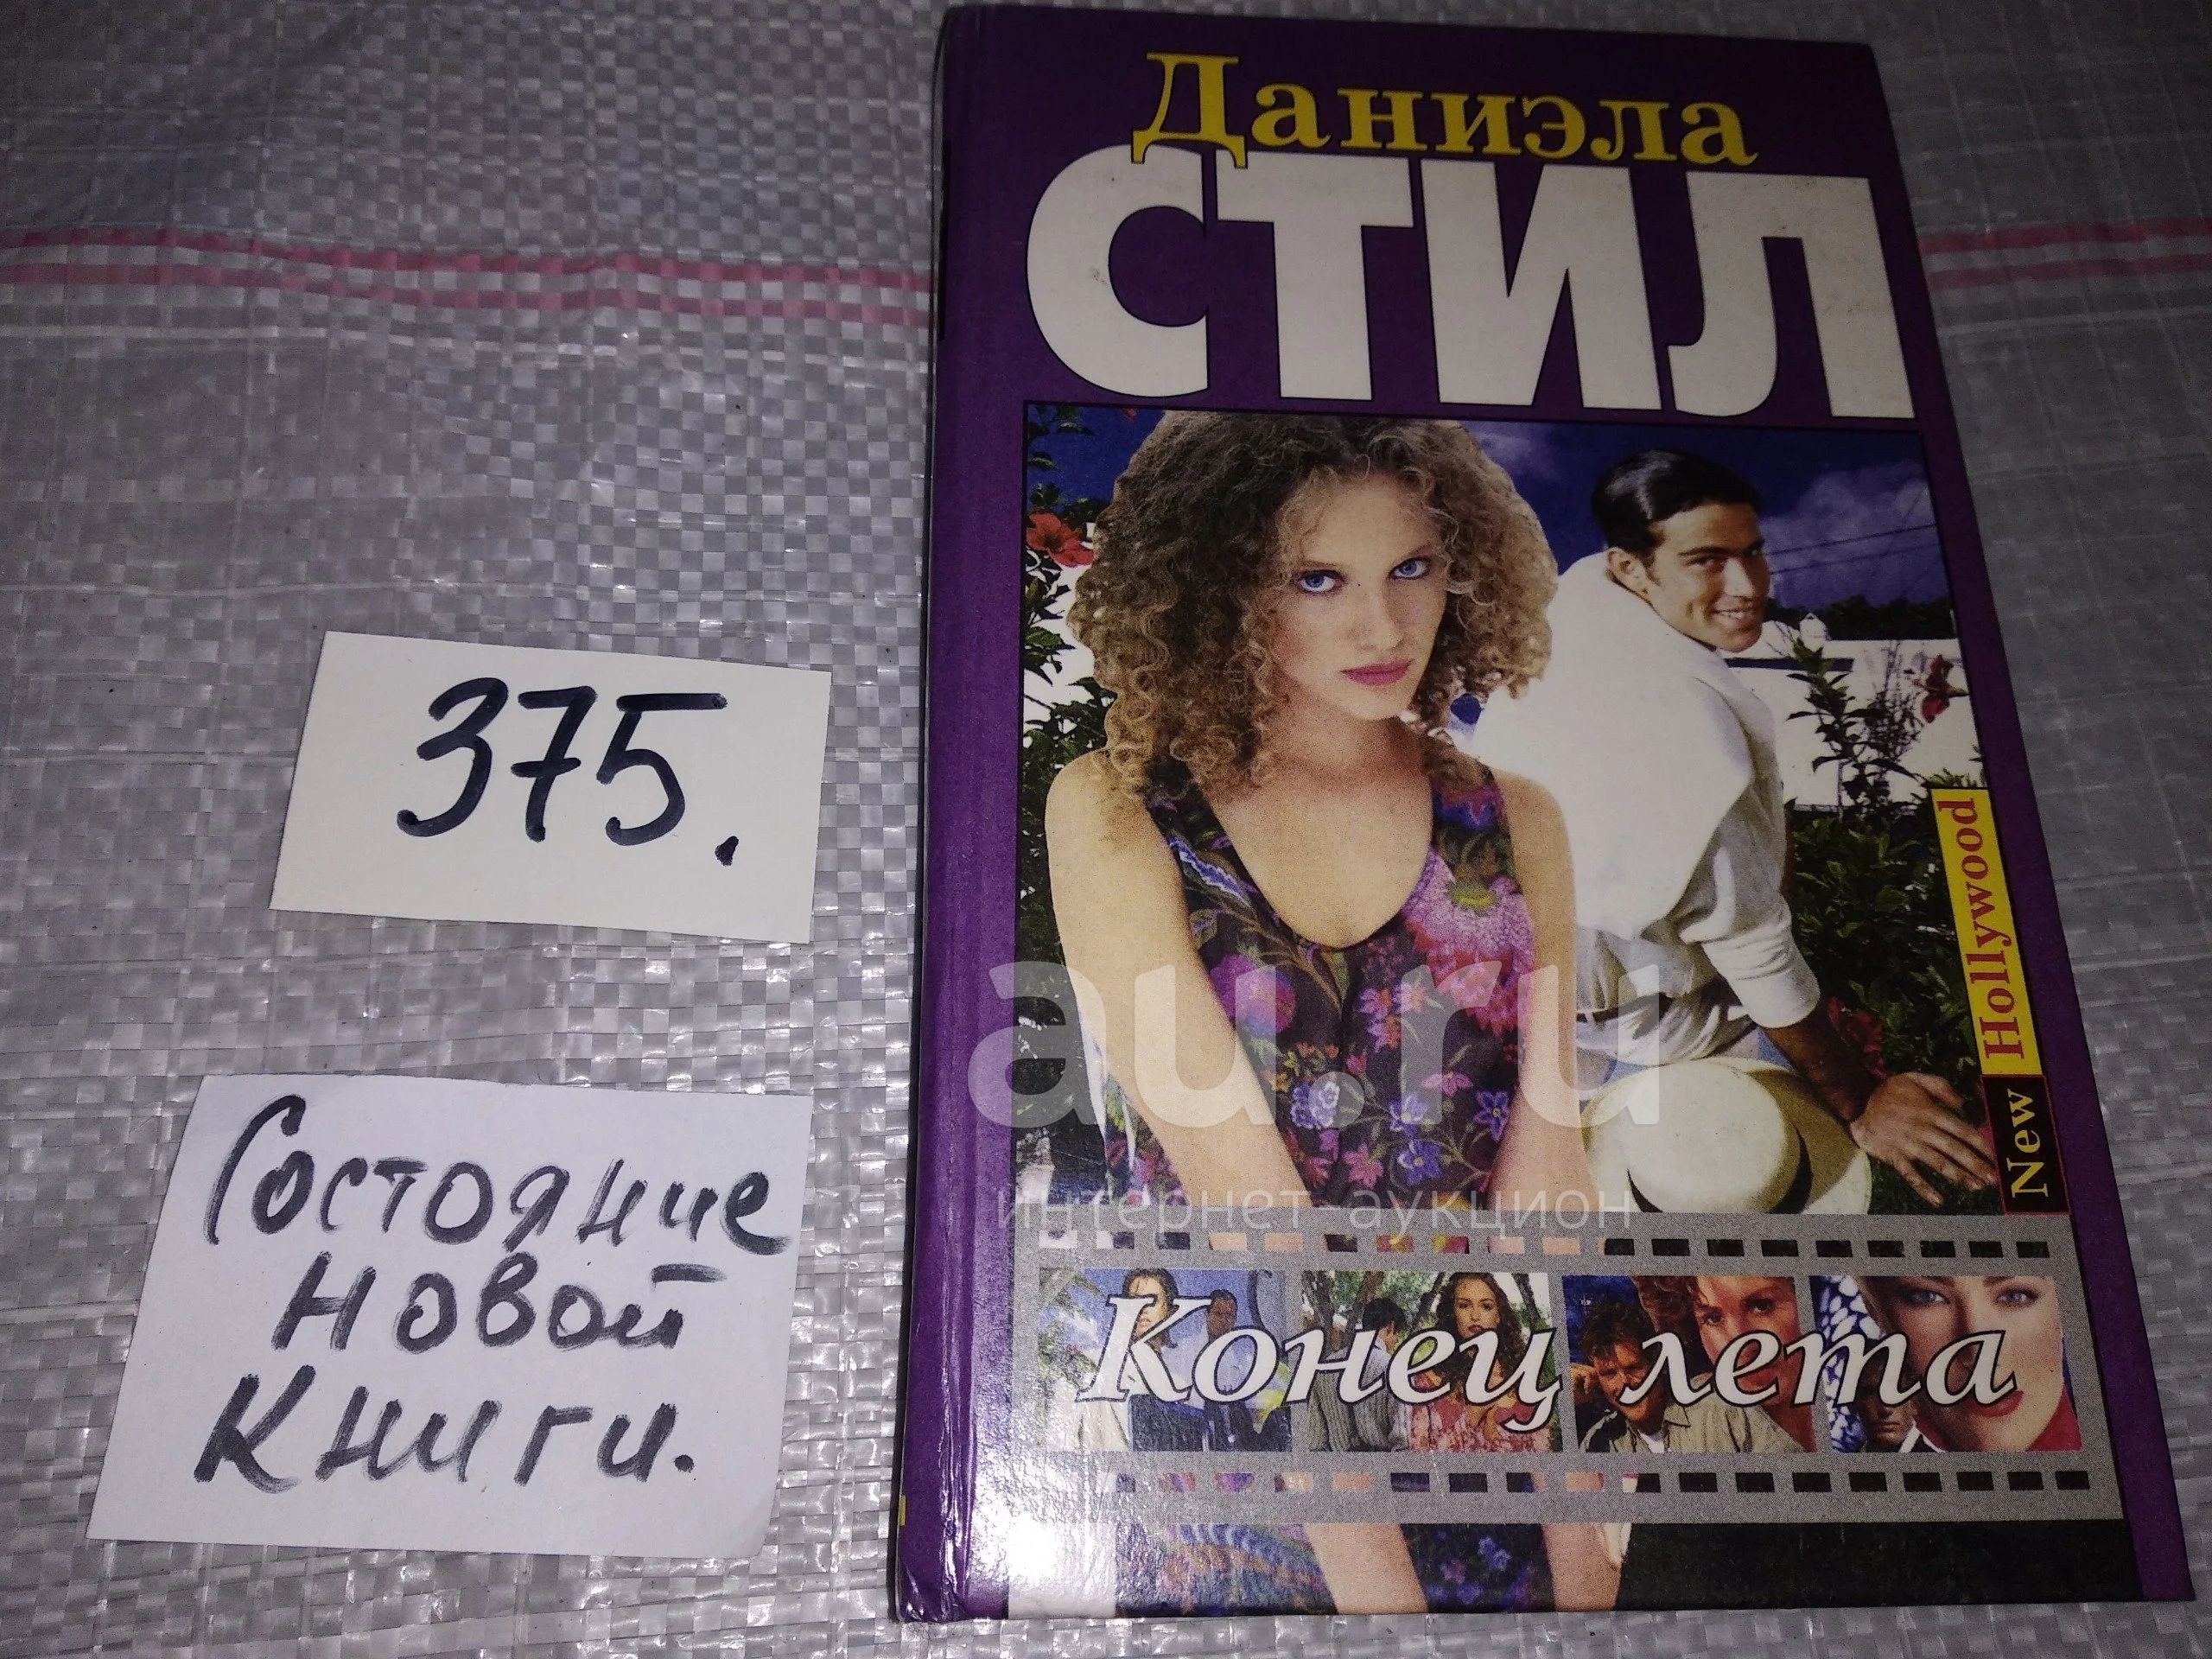 Даниэла
СТИЛ
375.
New Hollywood
Состояние
новой
книги.
au.ru
интернет аукцион
Конец лета